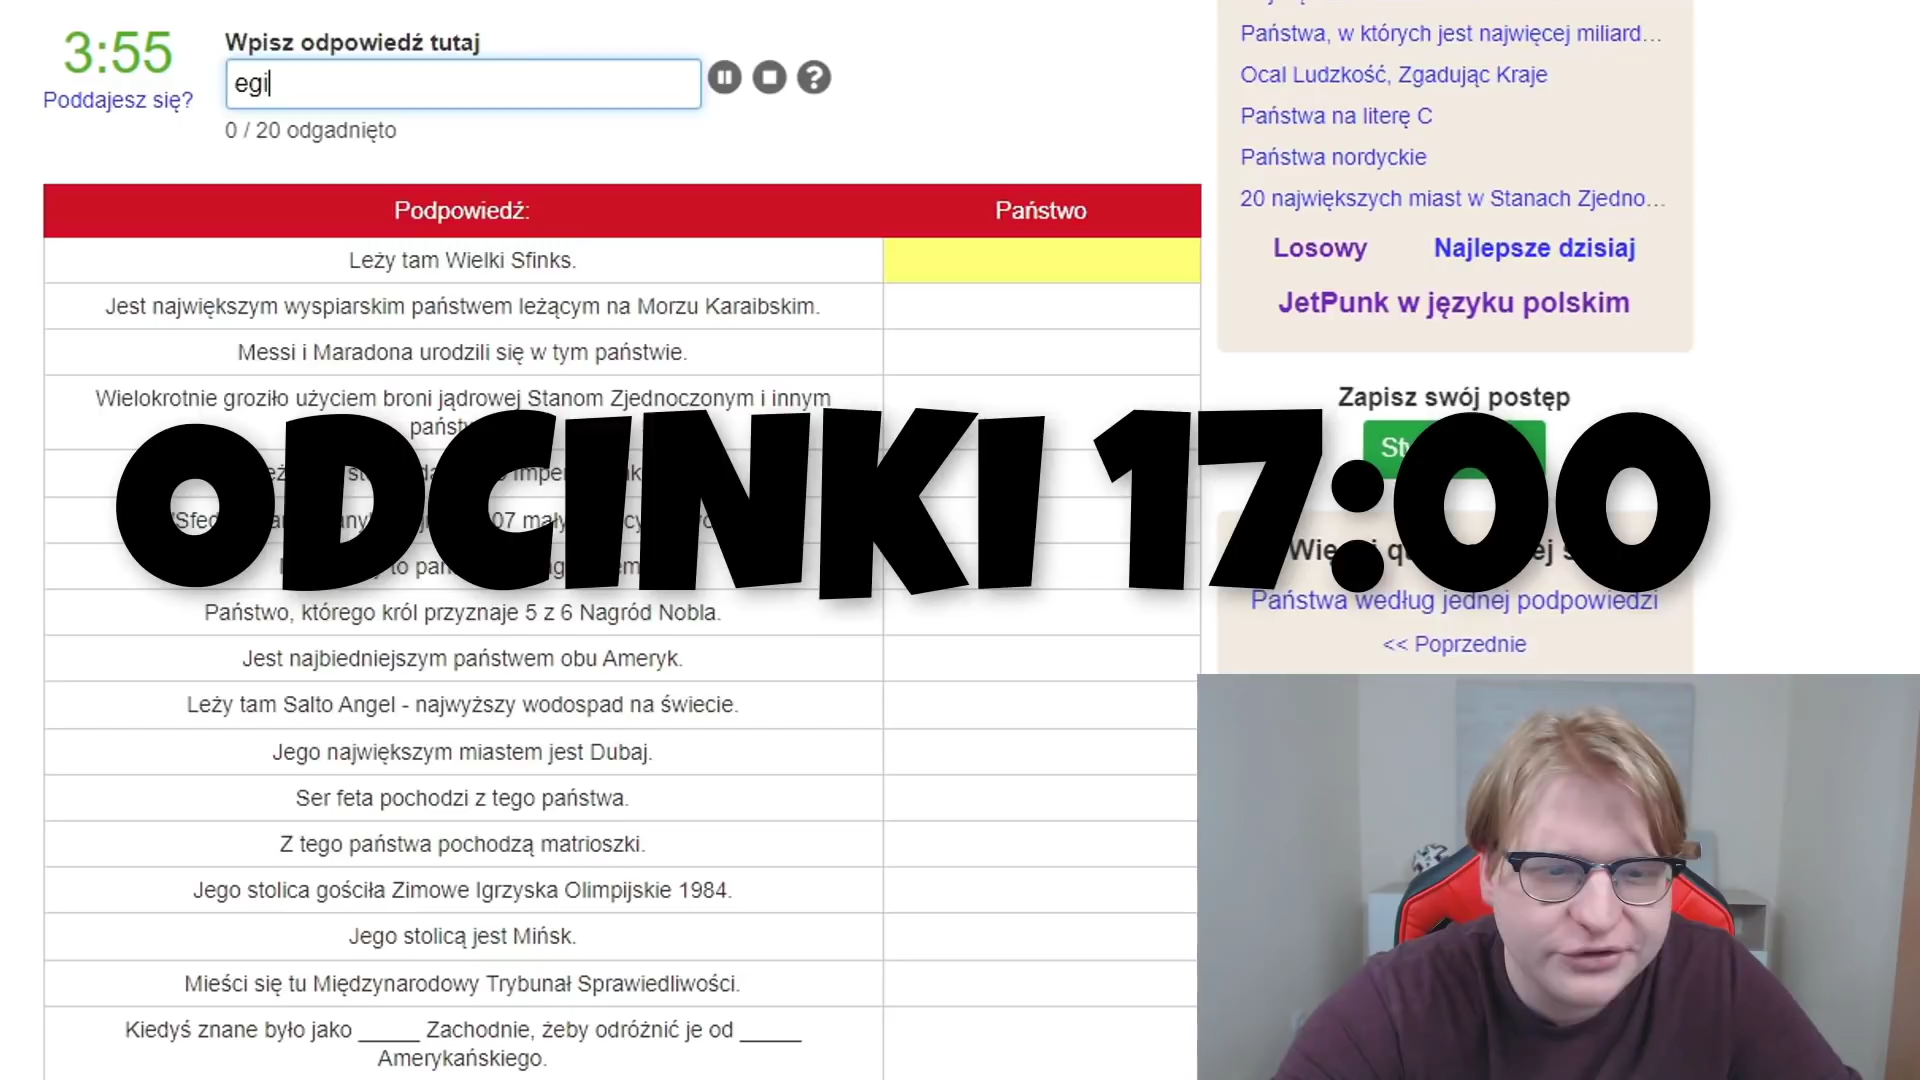 3:55
Poddajesz się?
Wpisz odpowiedź tutaj
egi
0 / 20 odgadnięto
Podpowiedź:
Państwo
Leży tam Wielki Sfinks.
Jest największym wyspiarskim państwem leżącym na Morzu Karaibskim.
Messi i Maradona urodzili się w tym państwie.
Wielokrotnie groziło użyciem broni jądrowej Stanom Zjednoczonym i innym
ODCINKI 17:00
Państwo, którego król przyznaje 5 z 6 Nagród Nobla.
Jest najbiedniejszym państwem obu Ameryk.
Leży tam Salto Angel - najwyższy wodospad na świecie.
Jego największym miastem jest Dubaj.
Ser feta pochodzi z tego państwa.
Z tego państwa pochodzą matrioszki.
Jego stolica gościła Zimowe Igrzyska Olimpijskie 1984.
Jego stolicą jest Mińsk.
Mieści się tu Międzynarodowy Trybunał Sprawiedliwości.
Kiedyś znane było jako _____ Zachodnie, żeby odróżnić je od _____
Amerykańskiego.
Państwa, w których jest najwięcej miliard...
Ocal Ludzkość, Zgadując Kraje
Państwa na literę C
Państwa nordyckie
20 największych miast w Stanach Zjedno...
Losowy
Najlepsze dzisiaj
JetPunk w języku polskim
Zapisz swój postęp
Państwa według jednej podpowiedzi
<< Poprzednie